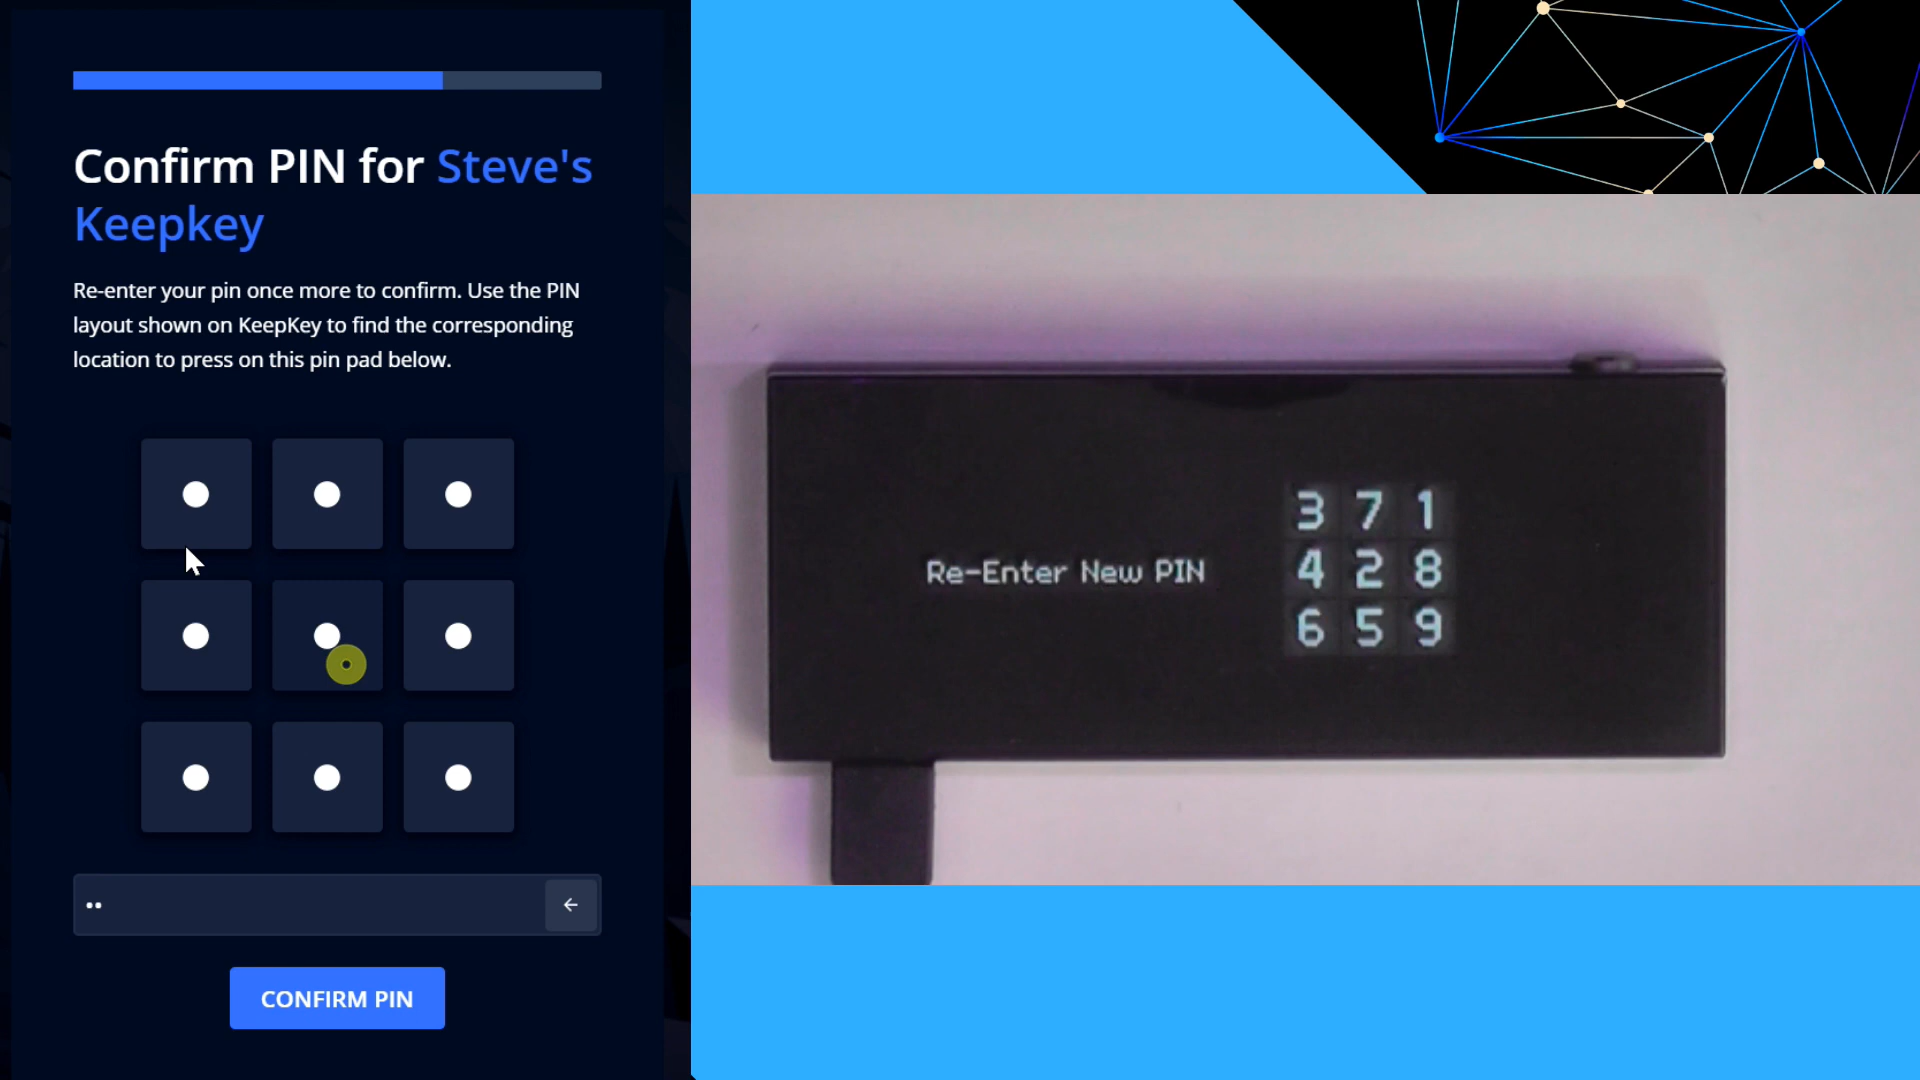 Confirm PIN for Steve's
Keepkey
Re-enter your pin once more to confirm. Use the PIN
layout shown on KeepKey to find the corresponding
location to press on this pin pad below.
CONFIRM PIN
Re-Enter New PIN
3 7 1
4 2 8
6 5 9